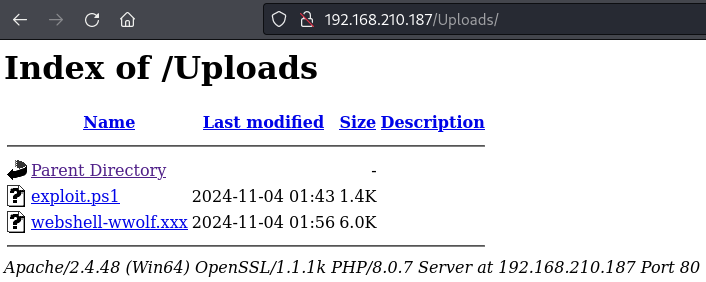 192.168.210.187/Uploads/
Index of /Uploads
Name Last modified Size Description
Parent Directory -
exploit.ps1 2024-11-04 01:43 1.4K
webshell-wwolf.xxx 2024-11-04 01:56 6.0K
Apache/2.4.48 (Win64) OpenSSL/1.1.1k PHP/8.0.7 Server at 192.168.210.187 Port 80